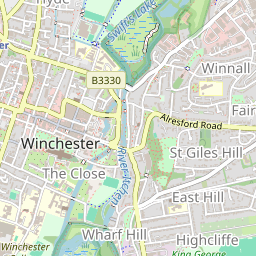 Hyde
Swift's Lake
Winnall
B3330
Fair
Alresford Road
Winchester
St Giles Hill
River Itchen
The Close
East Hill
Wharf Hill
Highcliffe
Winchester
King George